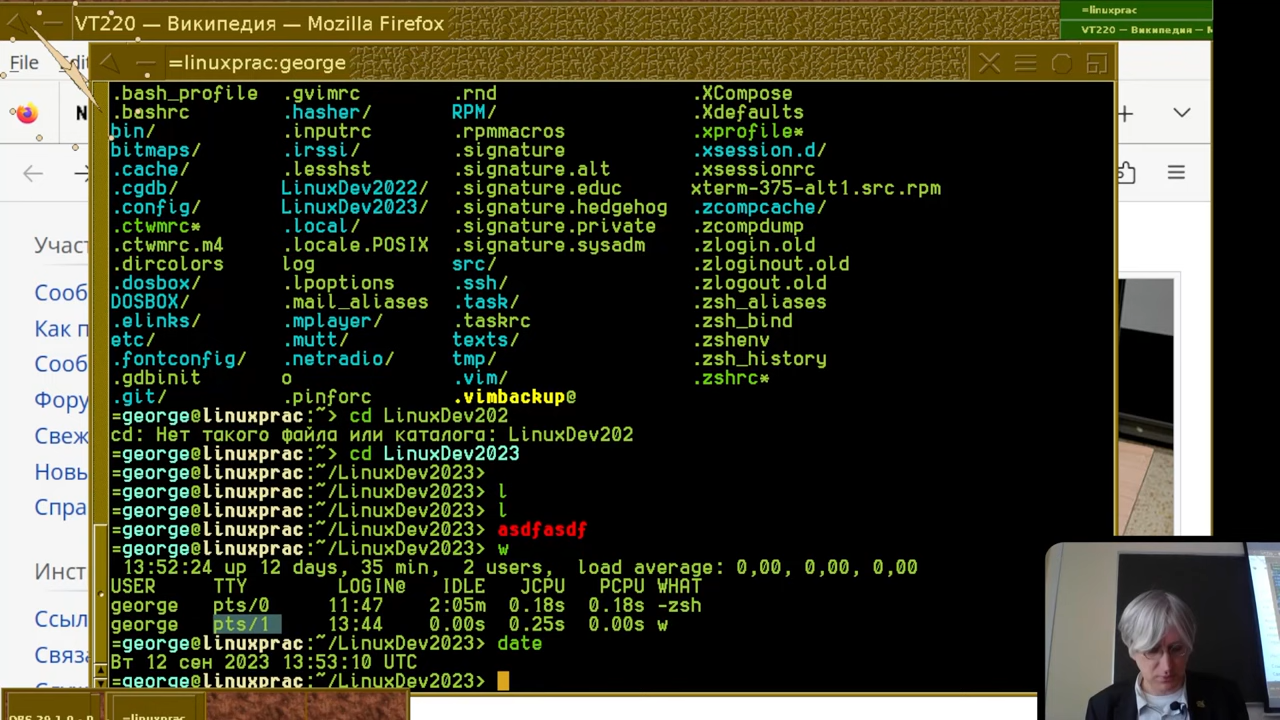 =linuxprac
VT220 — Википедия — Mozilla Firefox
VT220 — Википедия — M
File Edit
=linuxprac:george
.bash_profile .gvimrc .rnd .XCompose
.bashrc .hasher/ RPM/ .Xdefaults
bin/ .inputrc .rpmmacros .xprofile*
bitmaps/ .irssi/ .signature .xsession.d/
.cache/ .lesshst .signature.alt .xsessionrc
.cgdb/ LinuxDev2022/ .signature.educ xterm-375-alt1.src.rpm
.config/ LinuxDev2023/ .signature.hedgehog .zcompcache/
.ctwmrc* .local/ .signature.private .zcompdump
.ctwmrc.m4 .locale.POSIX .signature.sysadm .zlogin.old
.dircolors log src/ .zloginout.old
.dosbox/ .lpoptions .ssh/ .zlogout.old
DOSBOX/ .mail_aliases .task/ .zsh_aliases
.elinks/ .mplayer/ .taskrc .zsh_bind
etc/ .mutt/ texts/ .zshenv
.fontconfig/ .netradio/ tmp/ .zsh_history
.gdbinit o .vim/ .zshrc*
.git/ .pinforc .vimbackup@
=george@linuxprac:~> cd LinuxDev202
cd: Нет такого файла или каталога: LinuxDev202
=george@linuxprac:~> cd LinuxDev2023
=george@linuxprac:~/LinuxDev2023>
=george@linuxprac:~/LinuxDev2023> l
=george@linuxprac:~/LinuxDev2023> l
=george@linuxprac:~/LinuxDev2023> asdfasdf
=george@linuxprac:~/LinuxDev2023> w
13:52:24 up 12 days, 35 min, 2 users, load average: 0,00, 0,00, 0,00
USER TTY LOGIN@ IDLE JCPU PCPU WHAT
george pts/0 11:47 2:05m 0.18s 0.18s -zsh
george pts/1 13:44 0.00s 0.25s 0.00s w
=george@linuxprac:~/LinuxDev2023> date
Вт 12 сен 2023 13:53:10 UTC
=george@linuxprac:~/LinuxDev2023>
N
Учас
Сооб
Как п
Сооб
Фору
Свеж
Новы
Спра
Инст
Ссыл
Связа
=linuxprac